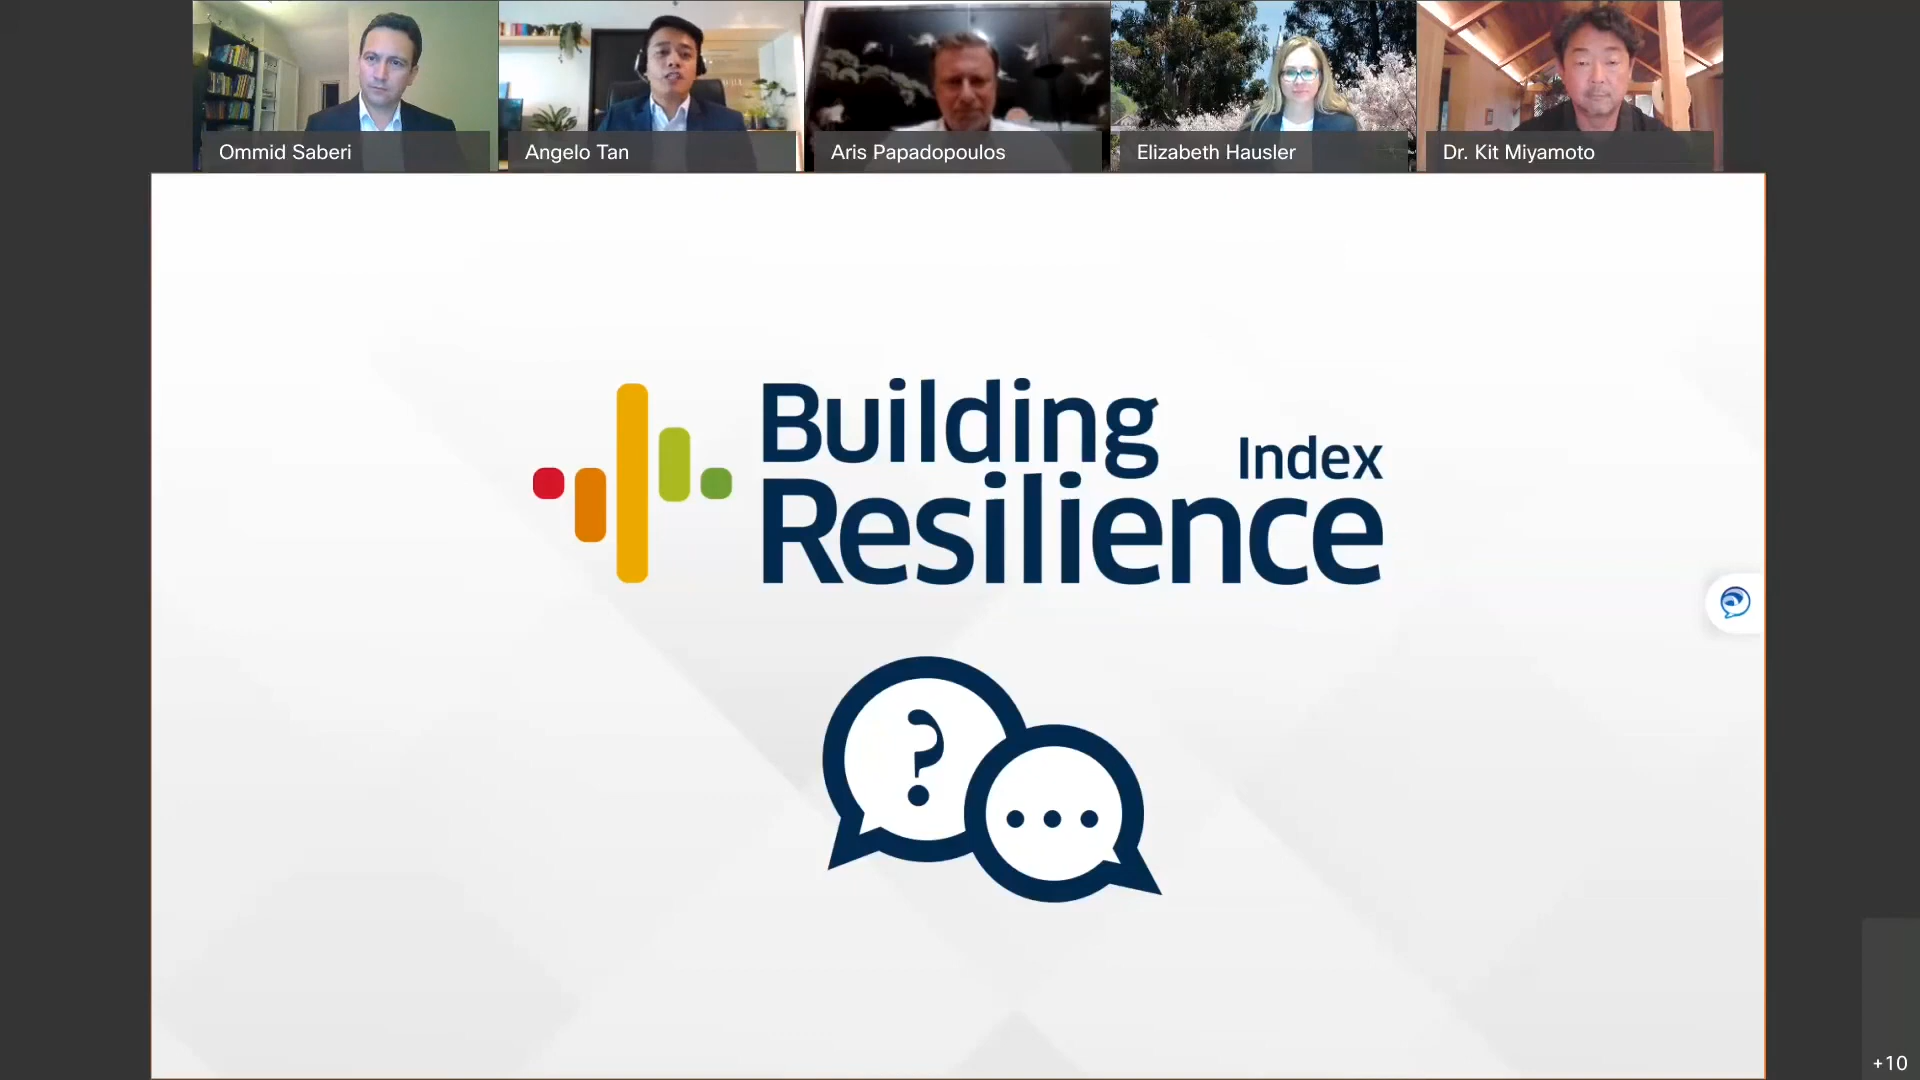 Ommid Saberi
Angelo Tan
Aris Papadopoulos
Elizabeth Hausler
Dr. Kit Miyamoto
Building
Index
Resilience
?
...
+10